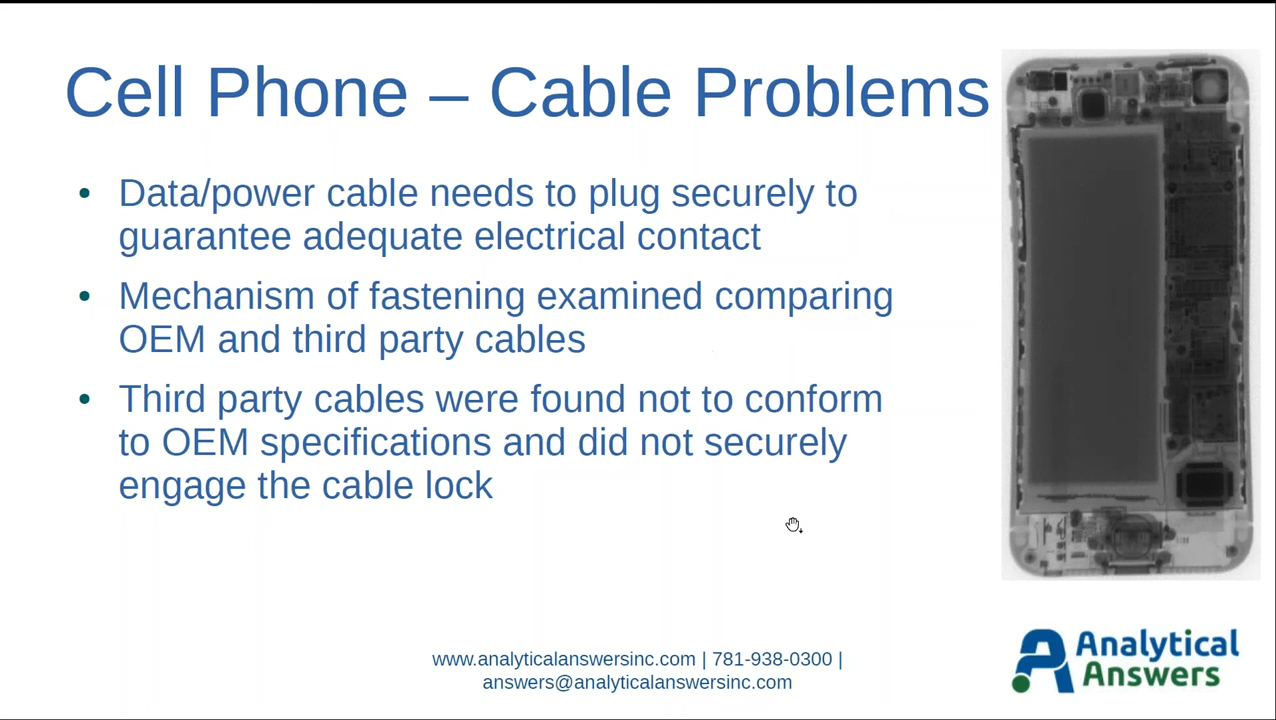 Cell Phone – Cable Problems
• Data/power cable needs to plug securely to
guarantee adequate electrical contact
• Mechanism of fastening examined comparing
OEM and third party cables
• Third party cables were found not to conform
to OEM specifications and did not securely
engage the cable lock
www.analyticalanswersinc.com | 781-938-0300 |
answers@analyticalanswersinc.com
Analytical
Answers